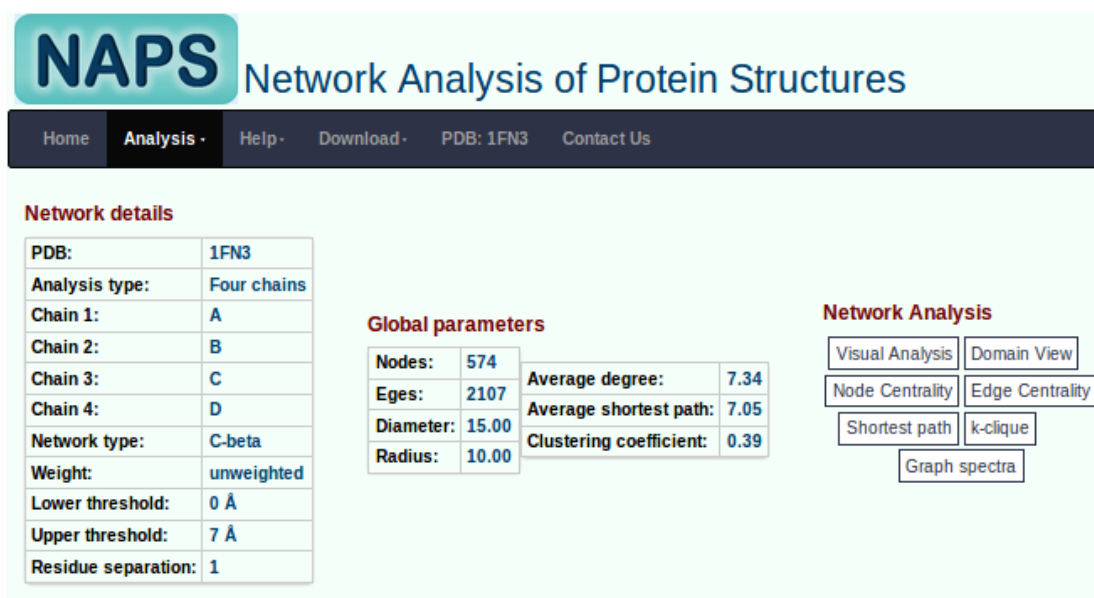 NAPS Network Analysis of Protein Structures
Home Analysis Help Download PDB: 1FN3 Contact Us
Network details
PDB: 1FN3
Analysis type: Four chains
Chain 1: A
Chain 2: B
Chain 3: C
Chain 4: D
Network type: C-beta
Weight: unweighted
Lower threshold: 0 Å
Upper threshold: 7 Å
Residue separation: 1
Global parameters
Nodes: 574
Eges: 2107
Diameter: 15.00
Radius: 10.00
Average degree: 7.34
Average shortest path: 7.05
Clustering coefficient: 0.39
Network Analysis
Visual Analysis Domain View
Node Centrality Edge Centrality
Shortest path k-clique
Graph spectra